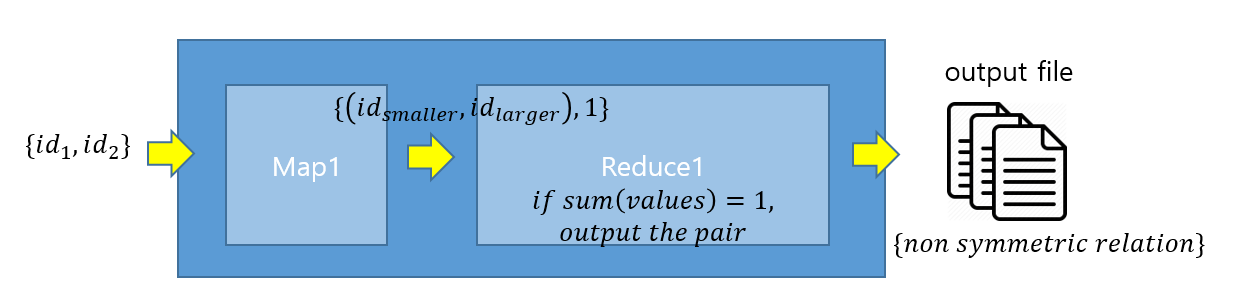 {id₁, id₂}
Map1
{(id_smaller, id_larger), 1}
Reduce1
if sum(values) = 1,
output the pair
output file
{non symmetric relation}